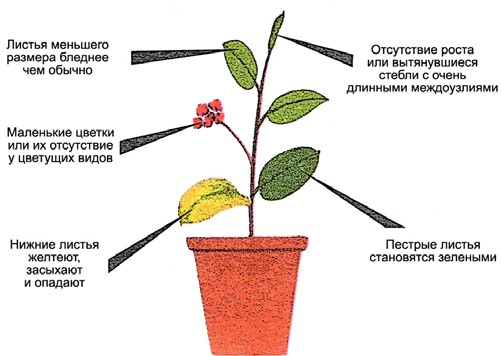 Листья меньшего
размера бледнее
чем обычно
Отсутствие роста
или вытянувшиеся
стебли с очень
длинными междоузлиями
Маленькие цветки
или их отсутствие
у цветущих видов
Нижние листья
желтеют,
засыхают
и опадают
Пестрые листья
становятся зелеными